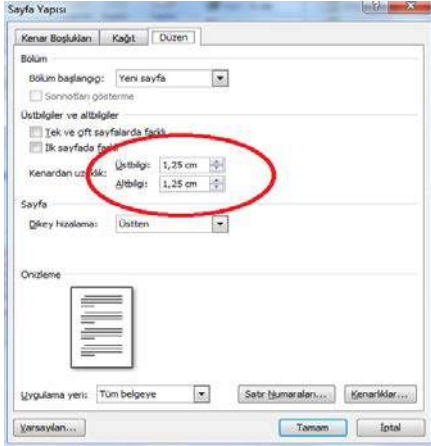 Sayfa Yapısı
Kenar Boşlukları Kağıt Düzen
Bölüm
Bölüm başlangıcı: Yeni sayfa
Sonnotları gösterme
Üstbilgiler ve altbilgiler
Tek ve çift sayfalarda farklı
İlk sayfada farklı
Kenardan uzaklık: Üstbilgi: 1,25 cm
Altbilgi: 1,25 cm
Sayfa
Dikey hizalama: Üstten
Önizleme
Uygulama yeri: Tüm belgeye Satır Numaraları... Kenarlıklar...
Varsayılan... Tamam İptal